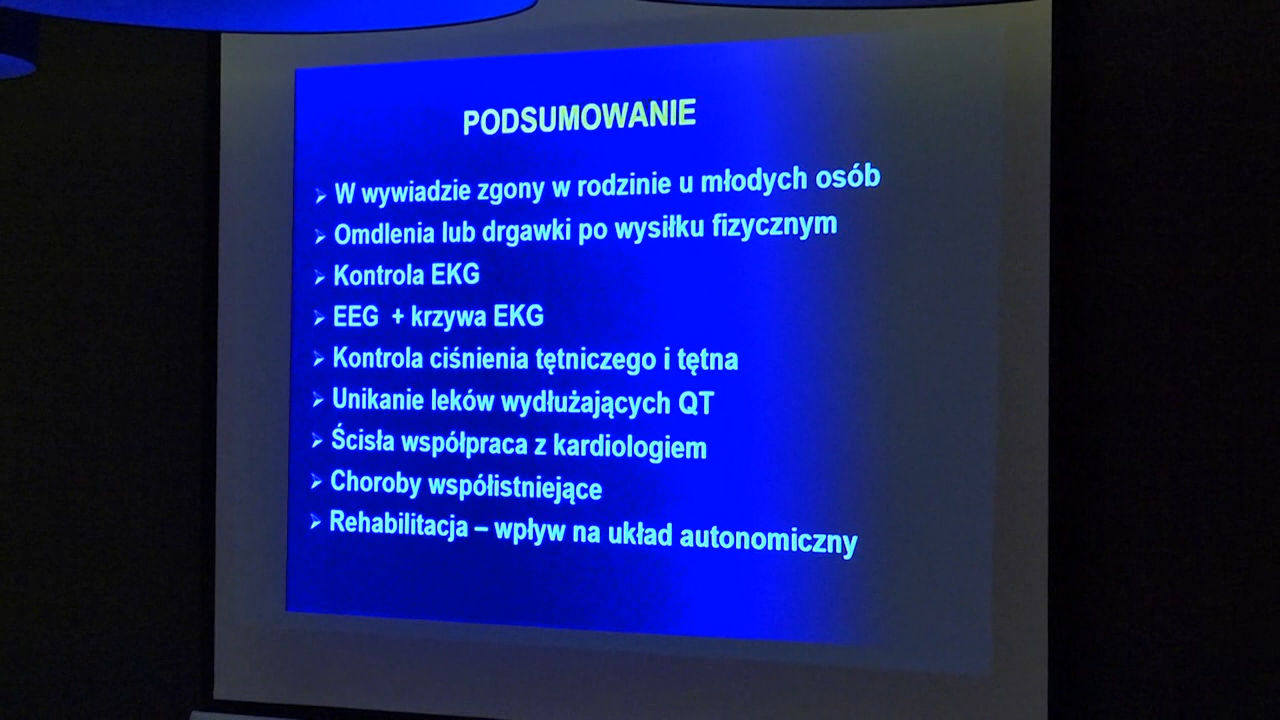 PODSUMOWANIE
W wywiadzie zgony w rodzinie u młodych osób
Omdlenia lub drgawki po wysiłku fizycznym
Kontrola EKG
EEG + krzywa EKG
Kontrola ciśnienia tętniczego i tętna
Unikanie leków wydłużających QT
Ścisła współpraca z kardiologiem
Choroby współistniejące
Rehabilitacja – wpływ na układ autonomiczny